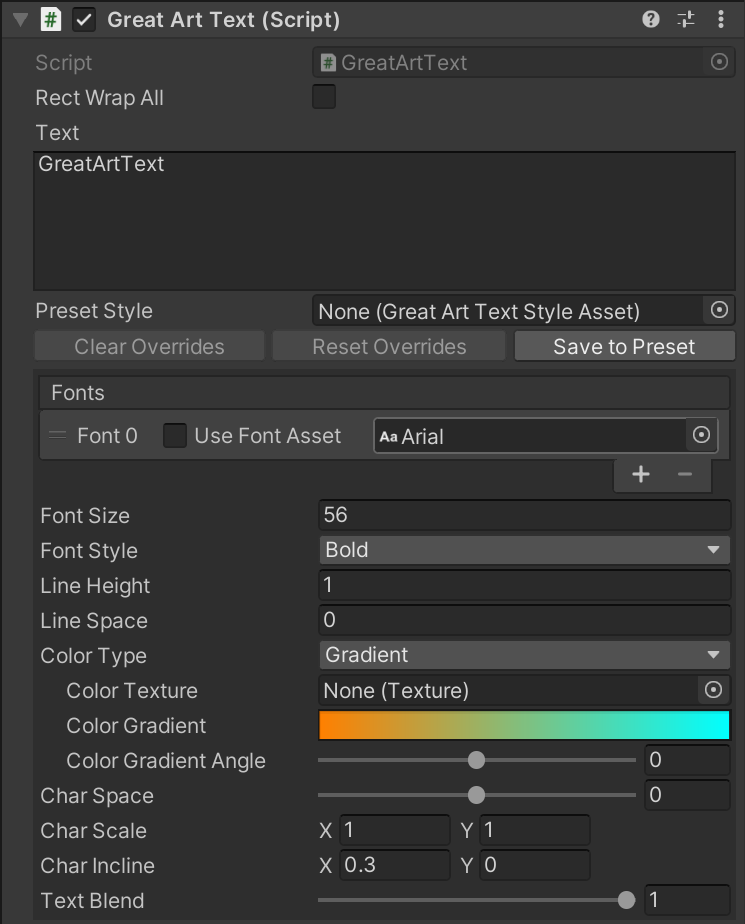 # Great Art Text (Script)
Script # GreatArtText
Rect Wrap All
Text
GreatArtText
Preset Style None (Great Art Text Style Asset)
Clear Overrides Reset Overrides Save to Preset
Fonts
Font 0 Use Font Asset Aa Arial
+ −
Font Size 56
Font Style Bold
Line Height 1
Line Space 0
Color Type Gradient
Color Texture None (Texture)
Color Gradient
Color Gradient Angle 0
Char Space 0
Char Scale X 1 Y 1
Char Incline X 0.3 Y 0
Text Blend 1